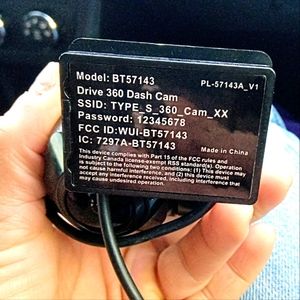 Model: BT57143 PL-57143A_V1
Drive 360 Dash Cam
SSID: TYPE_S_360_Cam_XX
Password: 12345678
FCC ID:WUI-BT57143
IC: 7297A-BT57143 Made in China
This device complies with Part 15 of the FCC rules and
Industry Canada license-exempt RSS standard(s). Operation
is subject to the following two conditions: (1) this device
may not cause interference, and (2) this device must
accept any interference received, including interference that
may cause undesired operation.